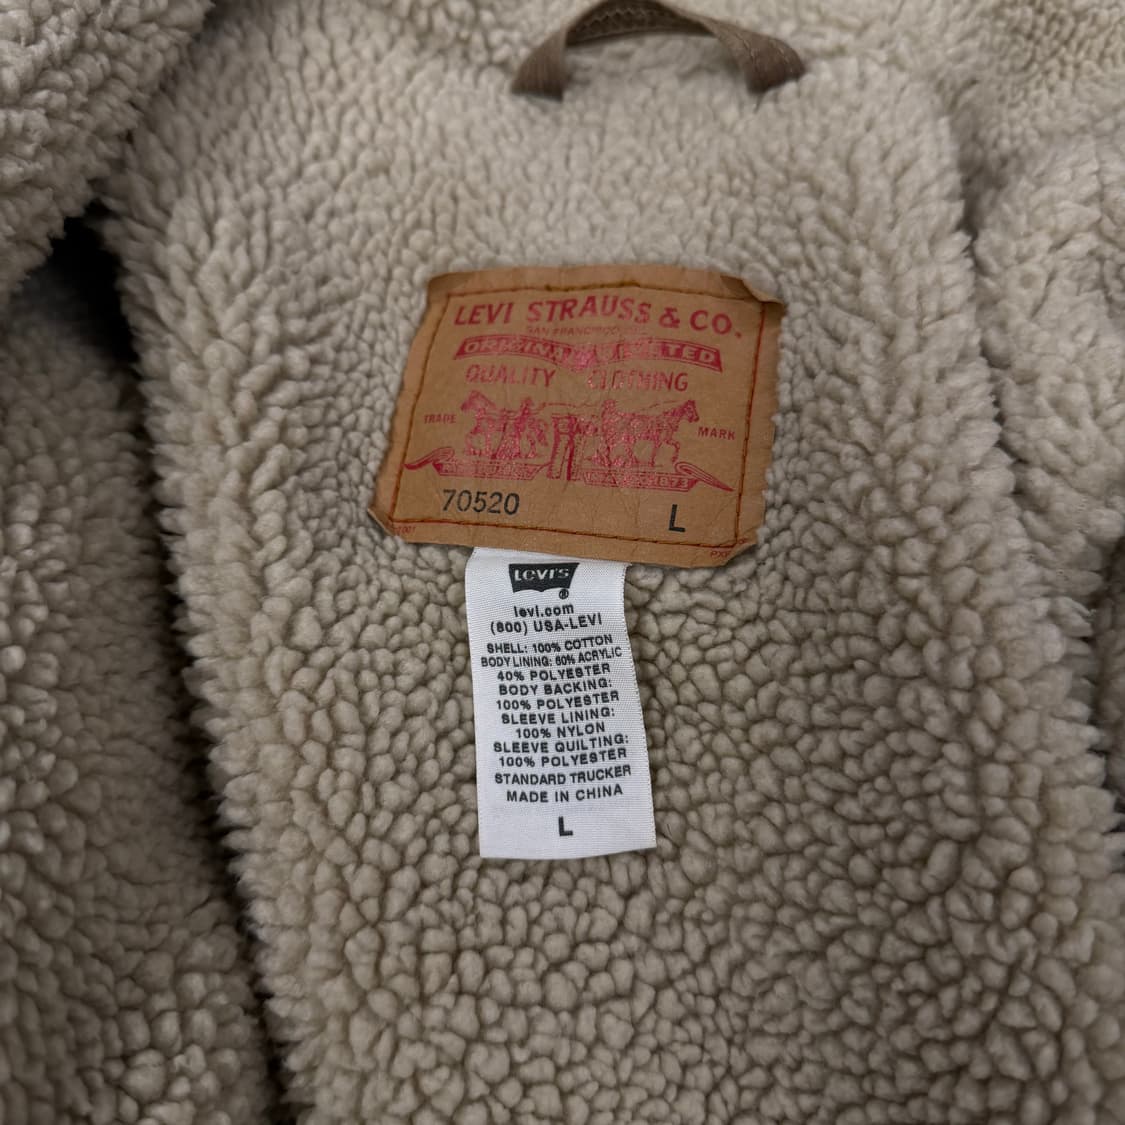 LEVI STRAUSS & CO.
SAN FRANCISCO
QUALITY CLOTHING
TRADE MARK
70520 L
Levi's
®
levi.com
(800) USA-LEVI
SHELL: 100% COTTON
BODY LINING: 60% ACRYLIC
40% POLYESTER
BODY BACKING:
100% POLYESTER
SLEEVE LINING:
100% NYLON
SLEEVE QUILTING:
100% POLYESTER
STANDARD TRUCKER
MADE IN CHINA
L